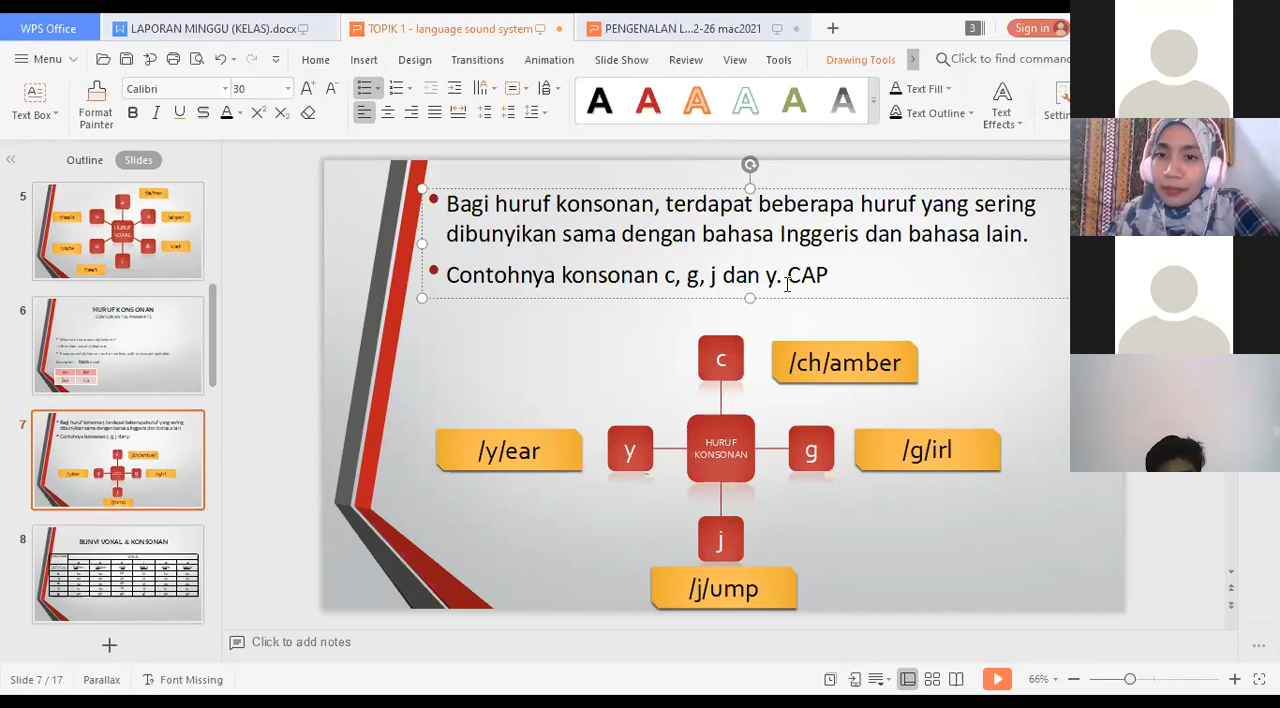 WPS Office
LAPORAN MINGGU (KELAS).docx
TOPIK 1 - language sound system
PENGENALAN L...2-26 mac2021
3
Sign in
Menu
Home
Insert
Design
Transitions
Animation
Slide Show
Review
View
Tools
Drawing Tools
Click to find command
Text Box
Format
Painter
Calibri
30
Text Fill
Text Outline
Text
Effects
Outline
Slides
5
6
HURUF KONSONAN
7
8
BUNYI VOKAL & KONSONAN
Bagi huruf konsonan, terdapat beberapa huruf yang sering
dibunyikan sama dengan bahasa Inggeris dan bahasa lain.
Contohnya konsonan c, g, j dan y. CAP
c
/ch/amber
/y/ear
y
HURUF
KONSONAN
g
/g/irl
j
/j/ump
Click to add notes
Slide 7 / 17
Parallax
Font Missing
66%